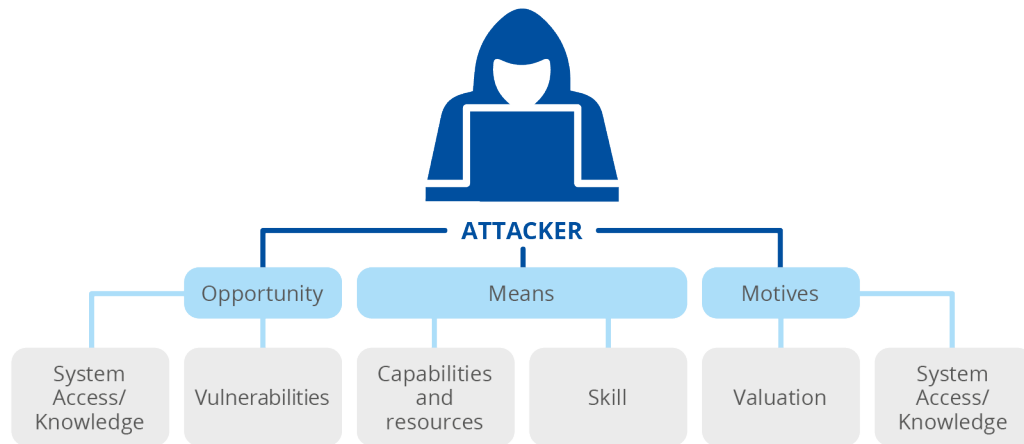 ATTACKER
Opportunity
Means
Motives
System
Access/
Knowledge
Vulnerabilities
Capabilities
and
resources
Skill
Valuation
System
Access/
Knowledge